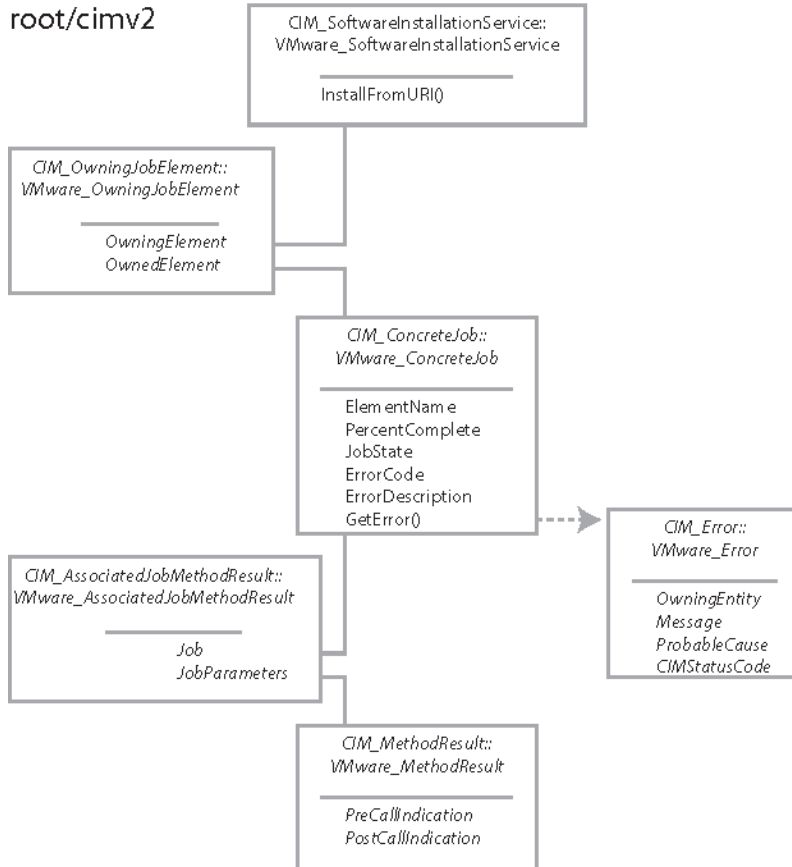 root/cimv2
CIM_SoftwareInstallationService::
VMware_SoftwareInstallationService
InstallFromURI()
CIM_OwningJobElement::
VMware_OwningJobElement
OwningElement
OwnedElement
CIM_ConcreteJob::
VMware_ConcreteJob
ElementName
PercentComplete
JobState
ErrorCode
ErrorDescription
GetError()
CIM_Error::
VMware_Error
OwningEntity
Message
ProbableCause
CIMStatusCode
CIM_AssociatedJobMethodResult::
VMware_AssociatedJobMethodResult
Job
JobParameters
CIM_MethodResult::
VMware_MethodResult
PreCallIndication
PostCallIndication